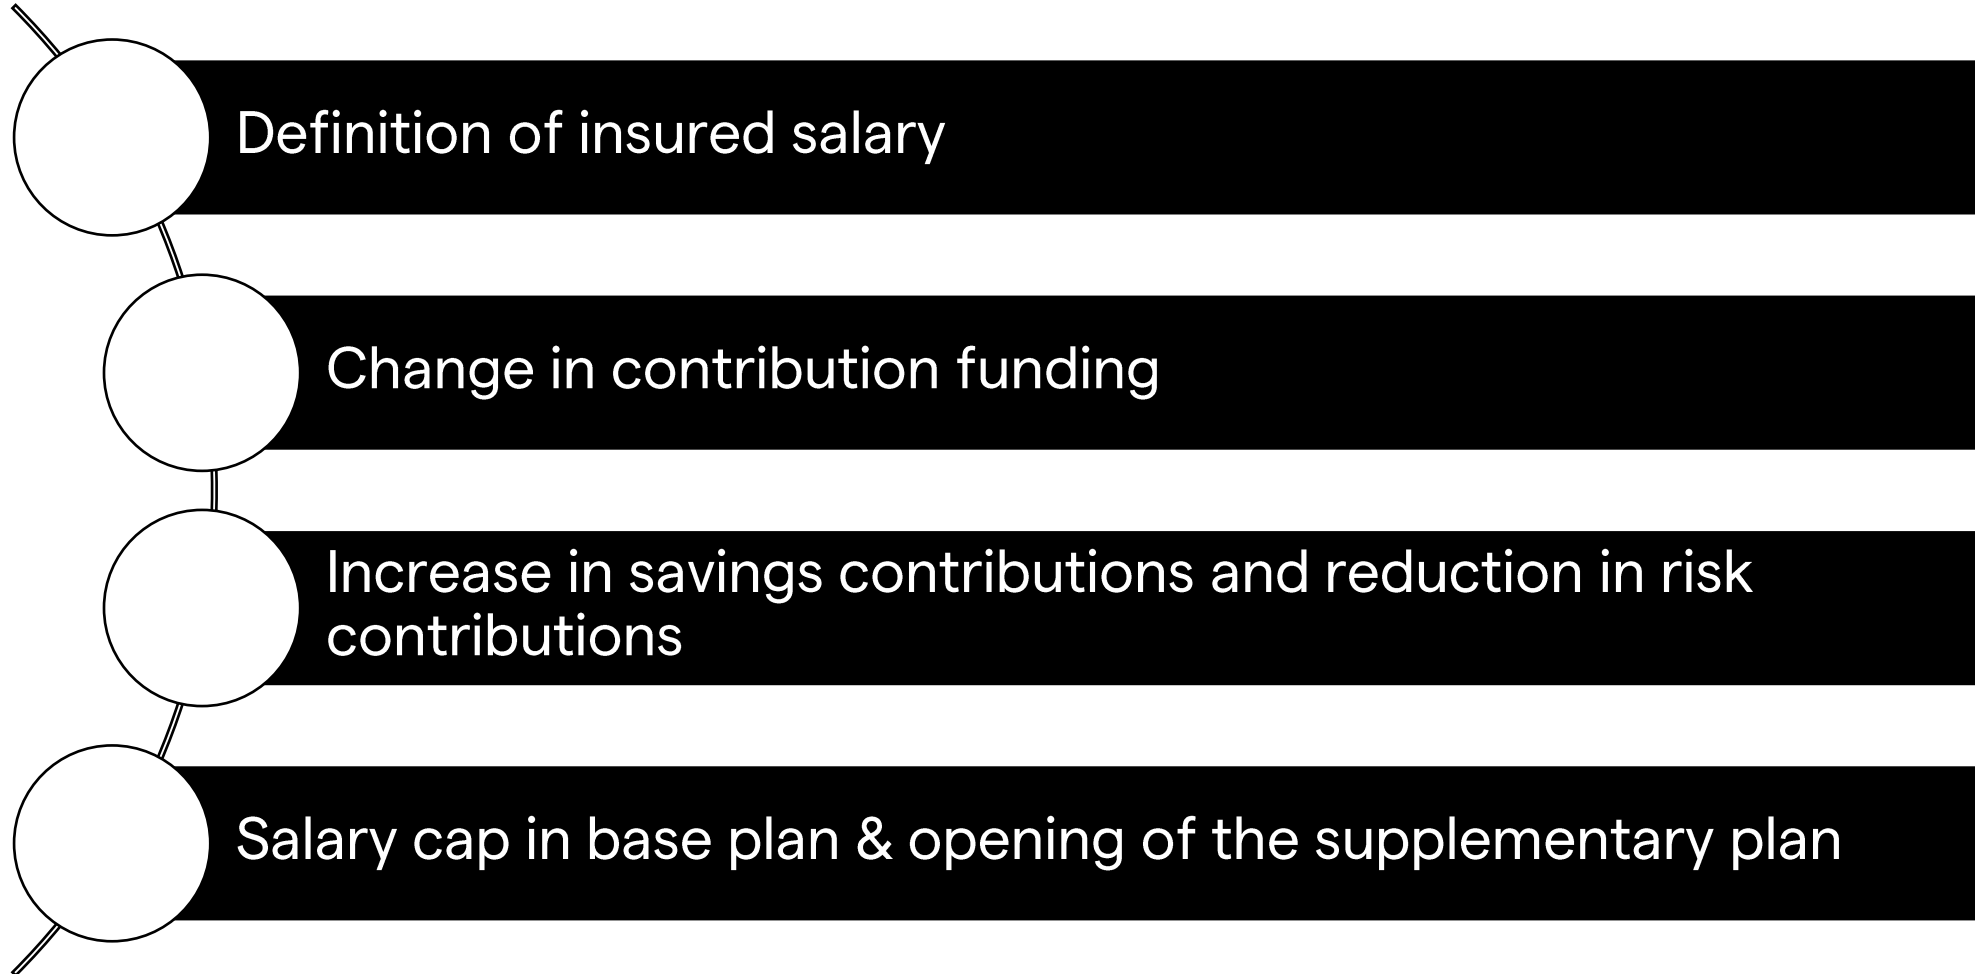 Definition of insured salary
Change in contribution funding
Increase in savings contributions and reduction in risk
contributions
Salary cap in base plan & opening of the supplementary plan